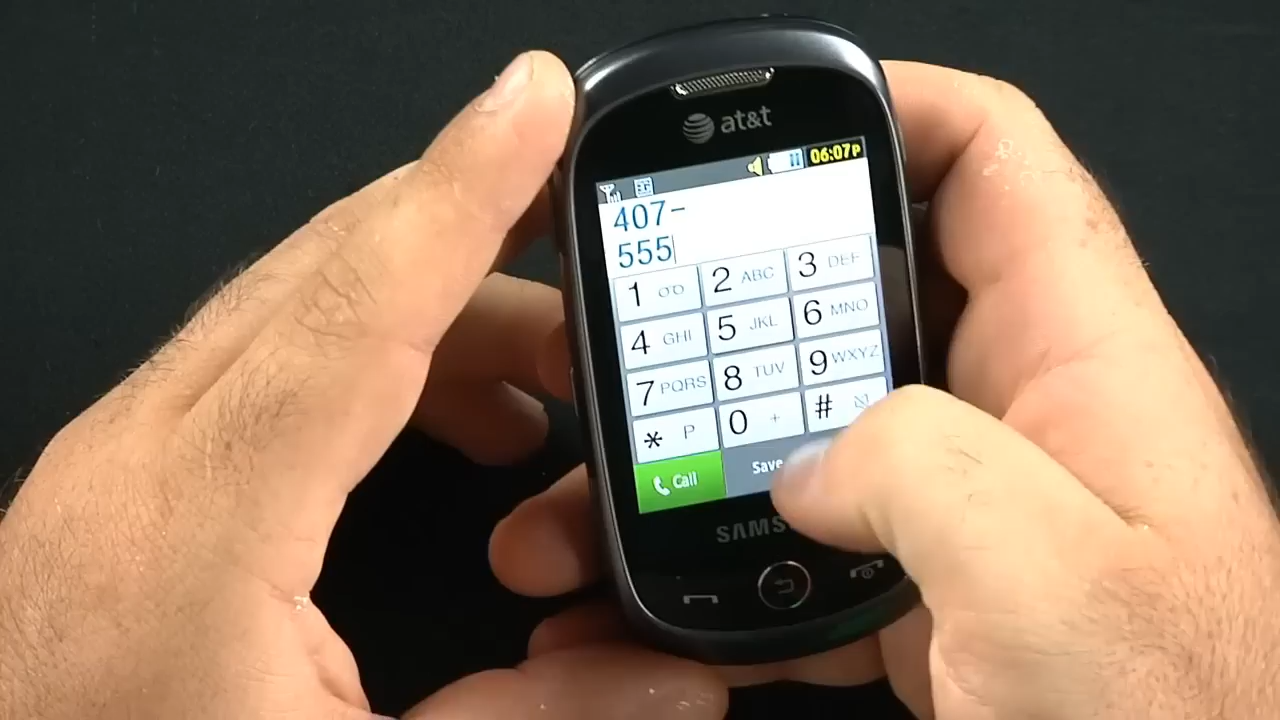 at&t
06:07P
407-
555
1
2 ABC
3 DEF
4 GHI
5 JKL
6 MNO
7 PQRS
8 TUV
9 WXYZ
* P
0 +
#
Call
Save